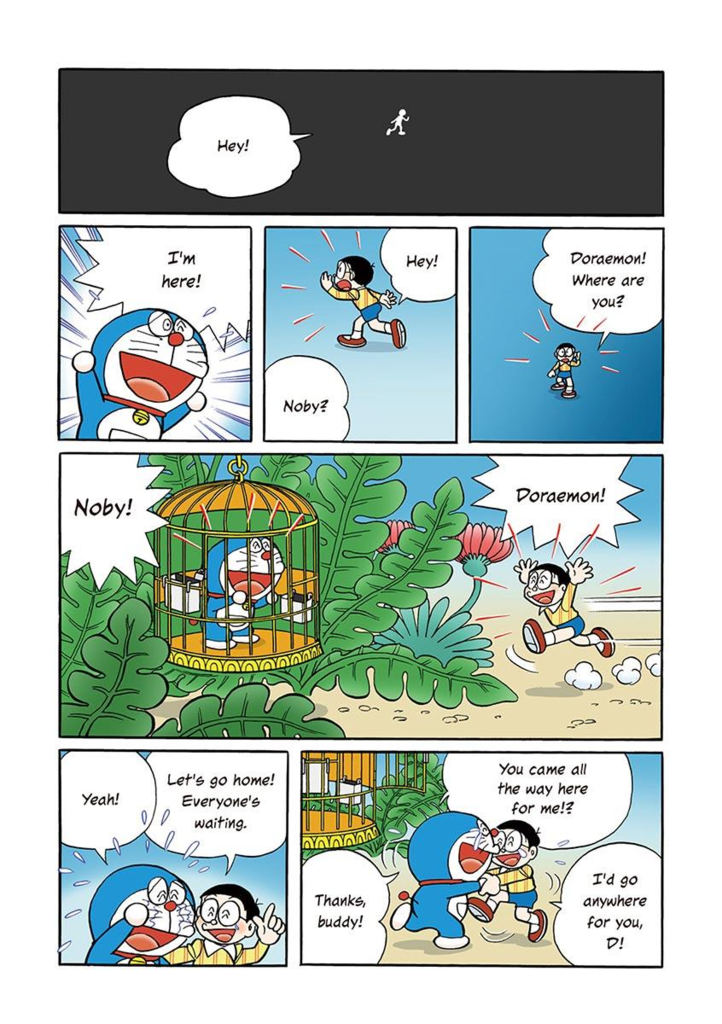 Hey!
Doraemon!
Where are
you?
Hey!
Noby?
I'm
here!
Doraemon!
Noby!
You came all
the way here
for me!?
I'd go
anywhere
for you,
D!
Thanks,
buddy!
Let's go home!
Everyone's
waiting.
Yeah!